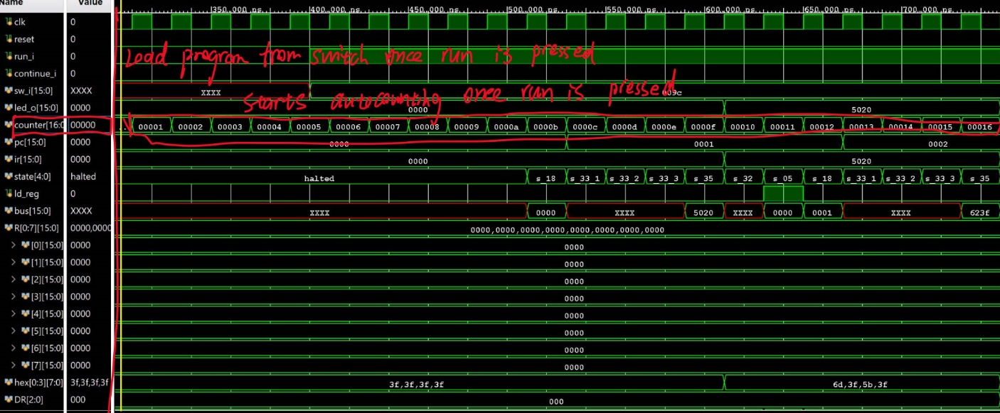 Name Value
350.000 ns 400.000 ns 450.000 ns 500.000 ns 550.000 ns 600.000 ns 650.000 ns 700.000 ns
clk 0
reset 0
run_i 0
Load program from switch once run is pressed
continue_i 0
sw_i[15:0] XXXX XXXX 09c
starts autocounting once run is pressed
led_o[15:0] 0000 0000 5020
counter[16:0 00000 00001 00002 00003 00004 00005 00006 00007 00008 00009 0000a 0000b 0000c 0000d 0000e 0000f 00010 00011 00012 00013 00014 00015 00016
pc[15:0] 0000 0000 0001 0002
ir[15:0] 0000 0000 5020
state[4:0] halted halted s_18 s_33_1 s_33_2 s_33_3 s_35 s_32 s_05 s_18 s_33_1 s_33_2 s_33_3 s_35
ld_reg 0
bus[15:0] XXXX XXXX 0000 XXXX 5020 XXXX 0000 0001 XXXX 623f
R[0:7][15:0] 0000,0000 0000,0000,0000,0000,0000,0000,0000,0000
[0][15:0] 0000 0000
[1][15:0] 0000 0000
[2][15:0] 0000 0000
[3][15:0] 0000 0000
[4][15:0] 0000 0000
[5][15:0] 0000 0000
[6][15:0] 0000 0000
[7][15:0] 0000 0000
hex[0:3][7:0] 3f,3f,3f,3f 3f,3f,3f,3f 6d,3f,5b,3f
DR[2:0] 000 000